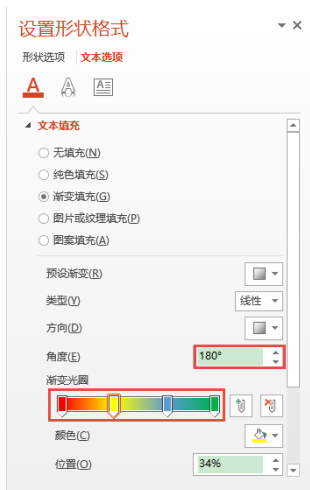 设置形状格式
形状选项 文本选项
A A A
文本填充
无填充(N)
纯色填充(S)
渐变填充(G)
图片或纹理填充(P)
图案填充(A)
预设渐变(R)
类型(Y) 线性
方向(D)
角度(E) 180°
渐变光圈
颜色(C)
位置(O) 34%